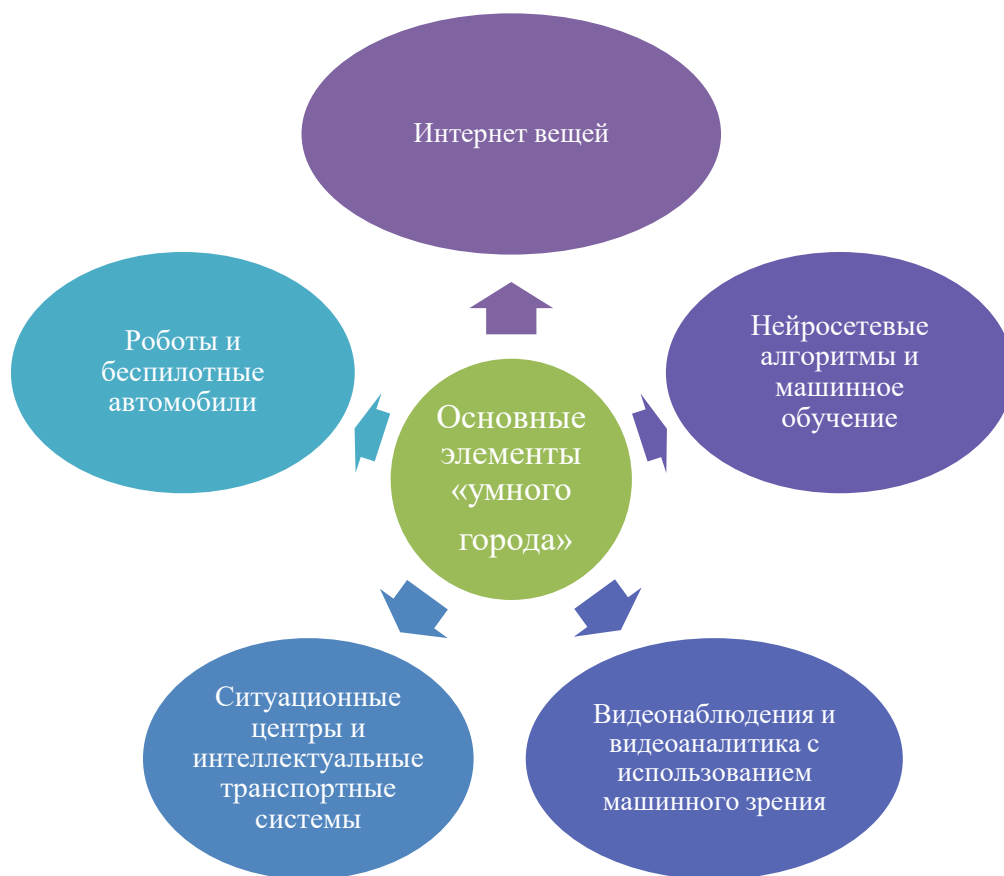 Интернет вещей
Роботы и
беспилотные
автомобили
Нейросетевые
алгоритмы и
машинное
обучение
Основные
элементы
«умного
города»
Ситуационные
центры и
интеллектуальные
транспортные
системы
Видеонаблюдения и
видеоаналитика с
использованием
машинного зрения